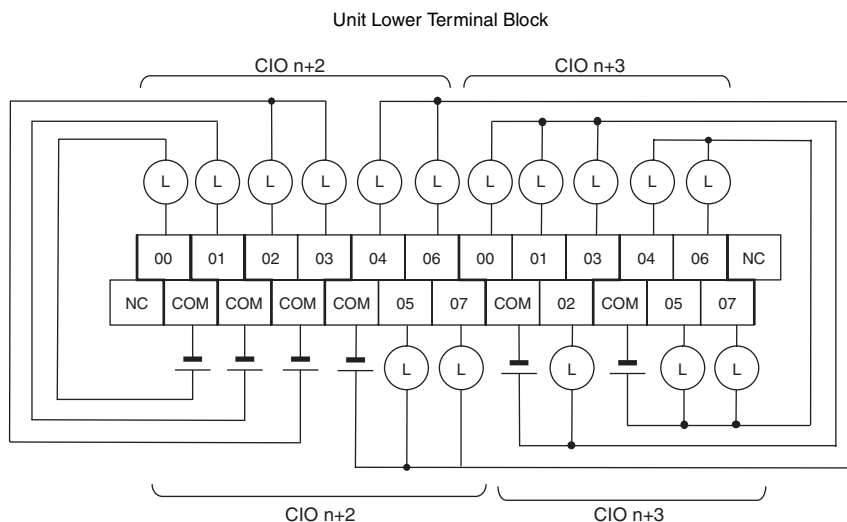 Unit Lower Terminal Block
CIO n+2 CIO n+3
L L L L L L L L L L L
00 01 02 03 04 06 00 01 03 04 06 NC
NC COM COM COM COM 05 07 COM 02 COM 05 07
L L L L L
CIO n+2 CIO n+3